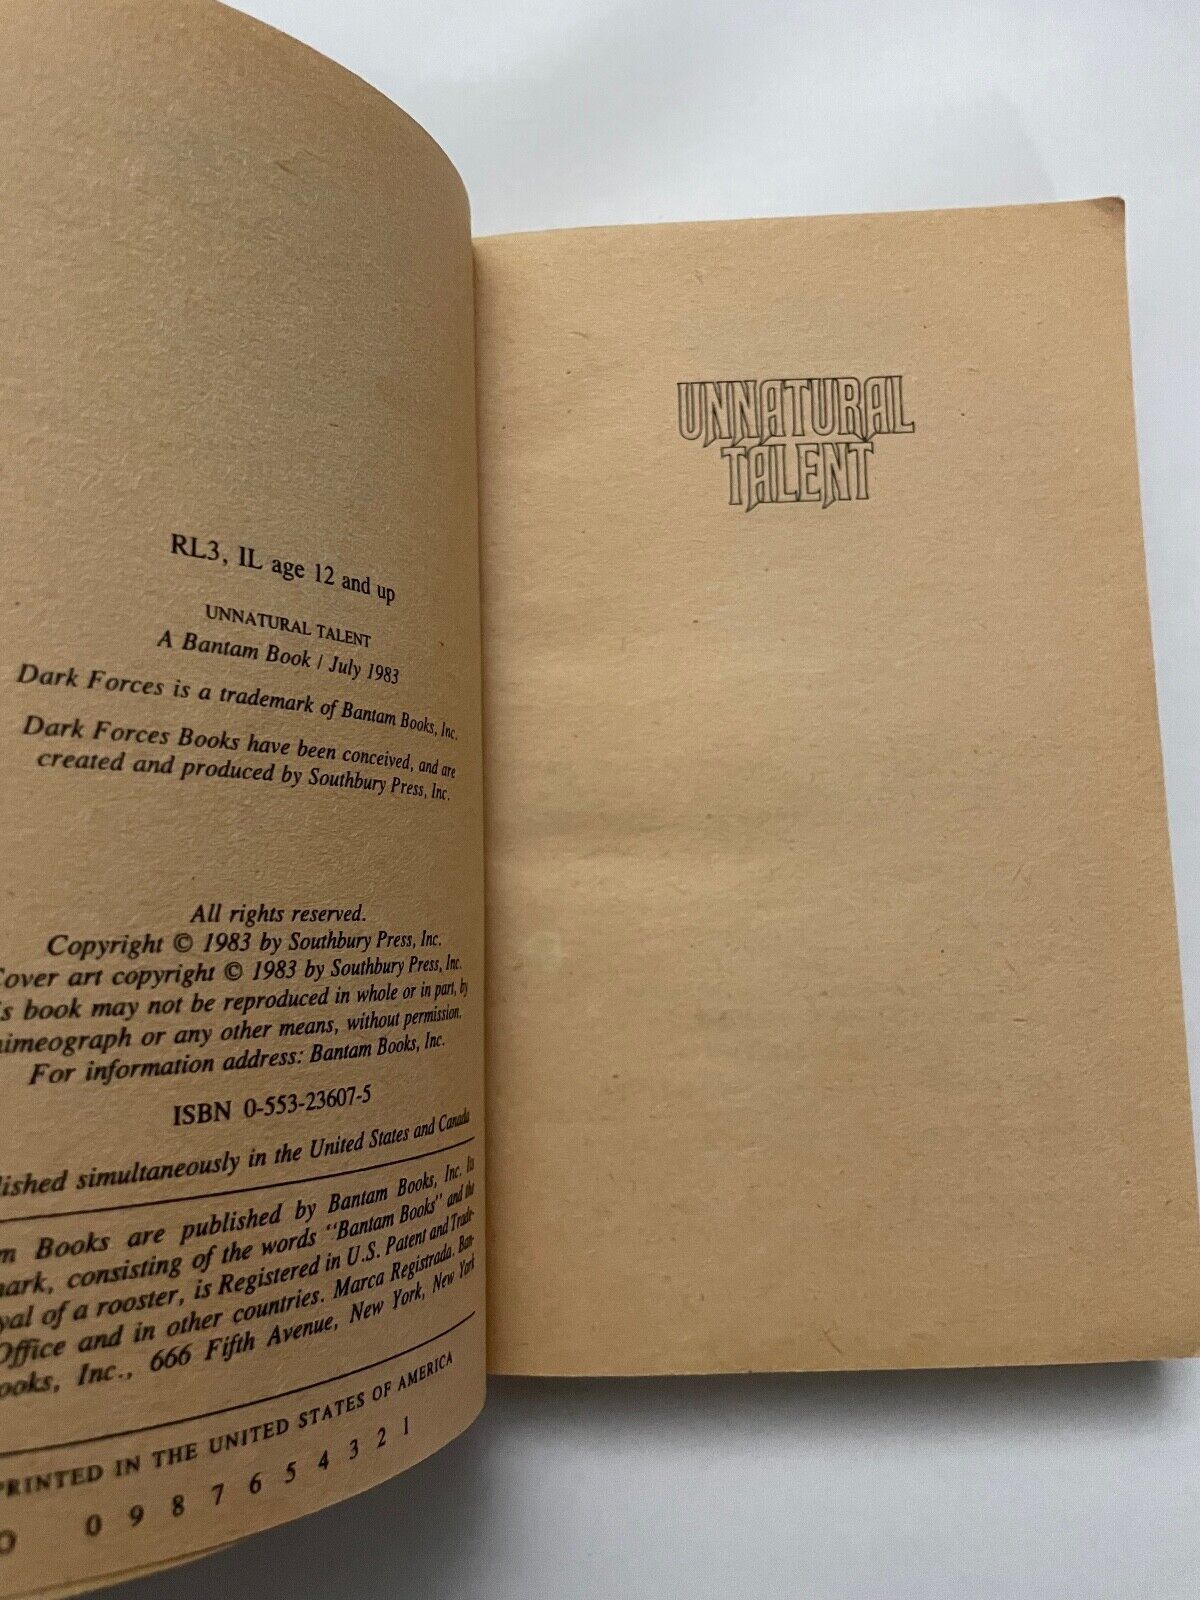 RL3, IL age 12 and up
UNNATURAL TALENT
A Bantam Book / July 1983
Dark Forces is a trademark of Bantam Books, Inc.
Dark Forces Books have been conceived, and are
created and produced by Southbury Press, Inc.
All rights reserved.
Copyright © 1983 by Southbury Press, Inc.
Cover art copyright © 1983 by Southbury Press, Inc.
is book may not be reproduced in whole or in part, by
mimeograph or any other means, without permission.
For information address: Bantam Books, Inc.
ISBN 0-553-23607-5
lished simultaneously in the United States and Canada
m Books are published by Bantam Books, Inc. Its
mark, consisting of the words "Bantam Books" and the
yal of a rooster, is Registered in U.S. Patent and Trade-
Office and in other countries. Marca Registrada. Ban-
ooks, Inc., 666 Fifth Avenue, New York, New York
PRINTED IN THE UNITED STATES OF AMERICA
O 0 9 8 7 6 5 4 3 2 1
UNNATURAL
TALENT